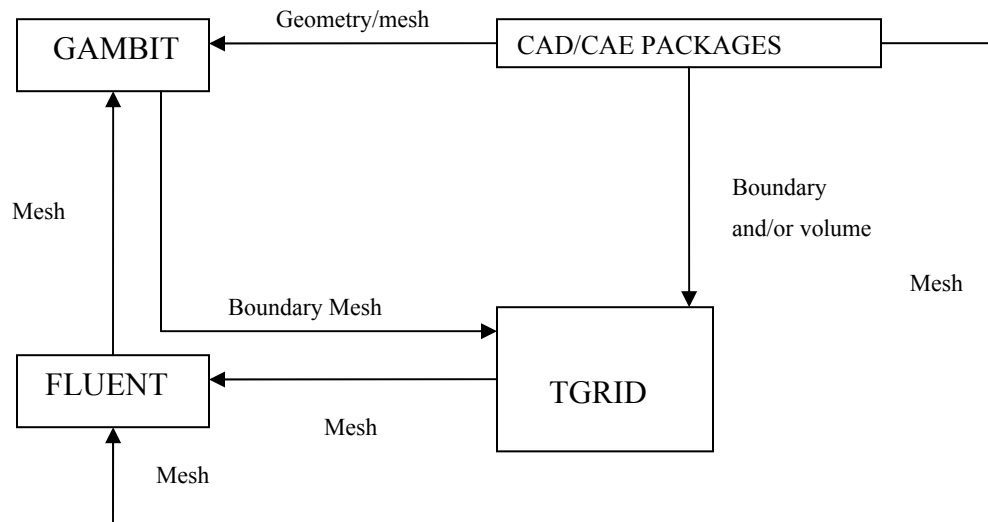 Geometry/mesh
GAMBIT
CAD/CAE PACKAGES
Mesh
Boundary
and/or volume
Mesh
Boundary Mesh
FLUENT
TGRID
Mesh
Mesh